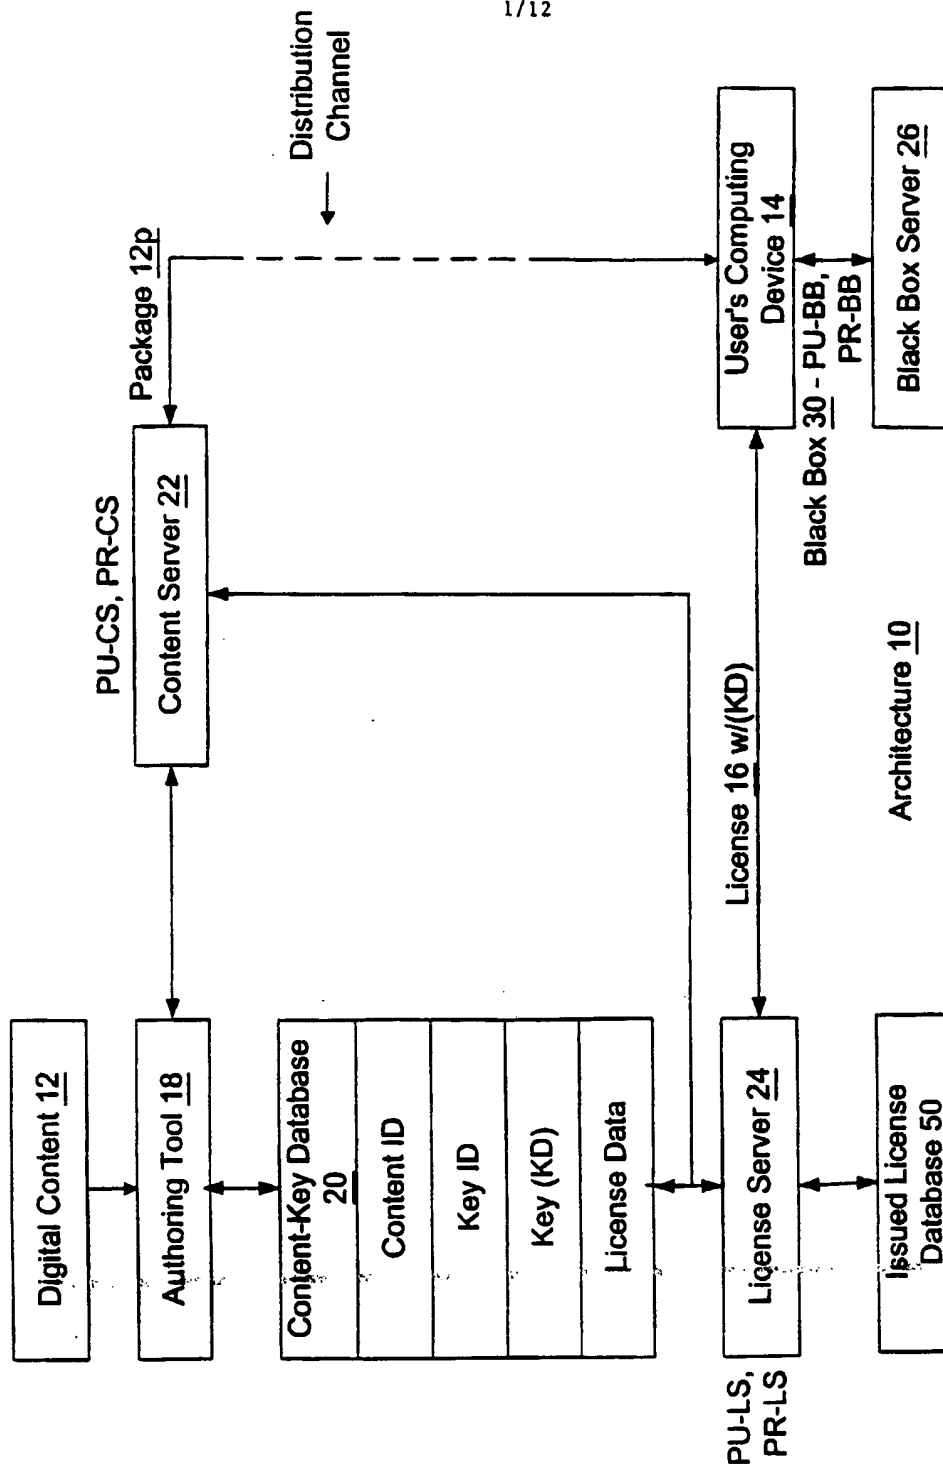 1/12
Digital Content 12
Authoring Tool 18
Content-Key Database
20
Content ID
Key ID
Key (KD)
License Data
PU-LS,
PR-LS
License Server 24
Issued License
Database 50
PU-CS, PR-CS
Content Server 22
Package 12p
Distribution
Channel
License 16 w/(KD)
User's Computing
Device 14
Black Box 30 - PU-BB,
PR-BB
Black Box Server 26
Architecture 10